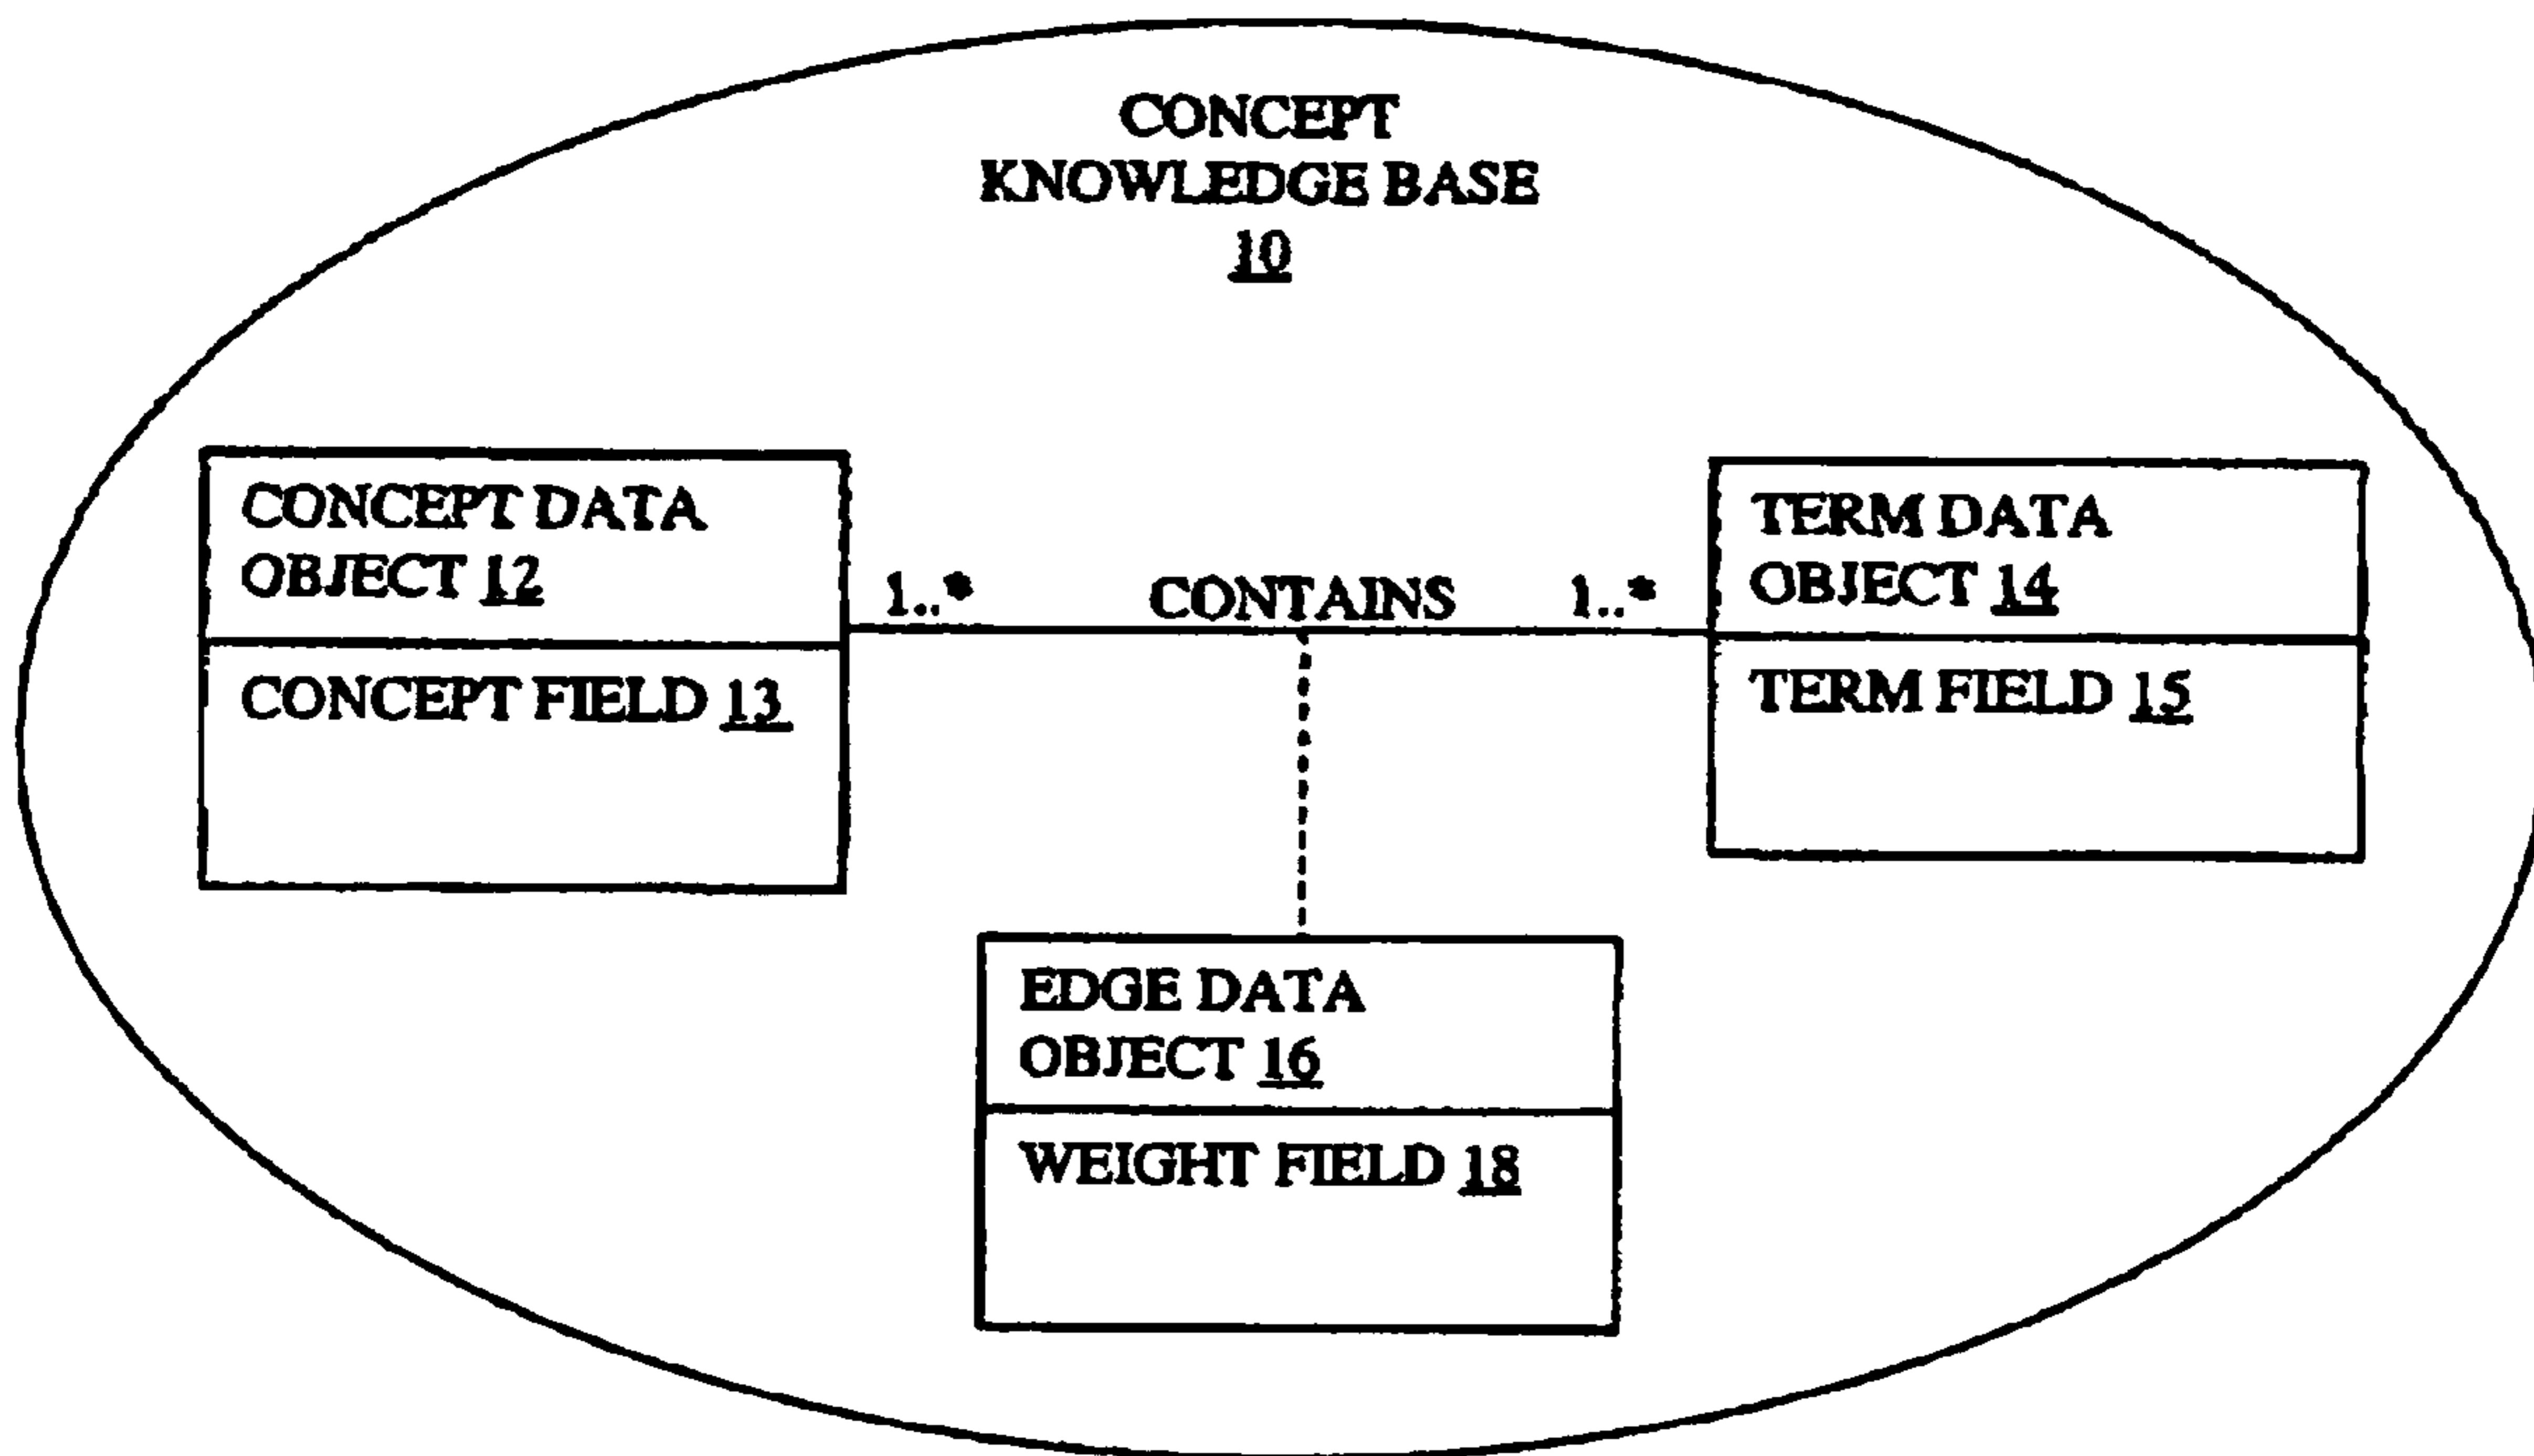 CONCEPT
KNOWLEDGE BASE
10
CONCEPT DATA
OBJECT 12
CONCEPT FIELD 13
1..* CONTAINS 1..*
TERM DATA
OBJECT 14
TERM FIELD 15
EDGE DATA
OBJECT 16
WEIGHT FIELD 18